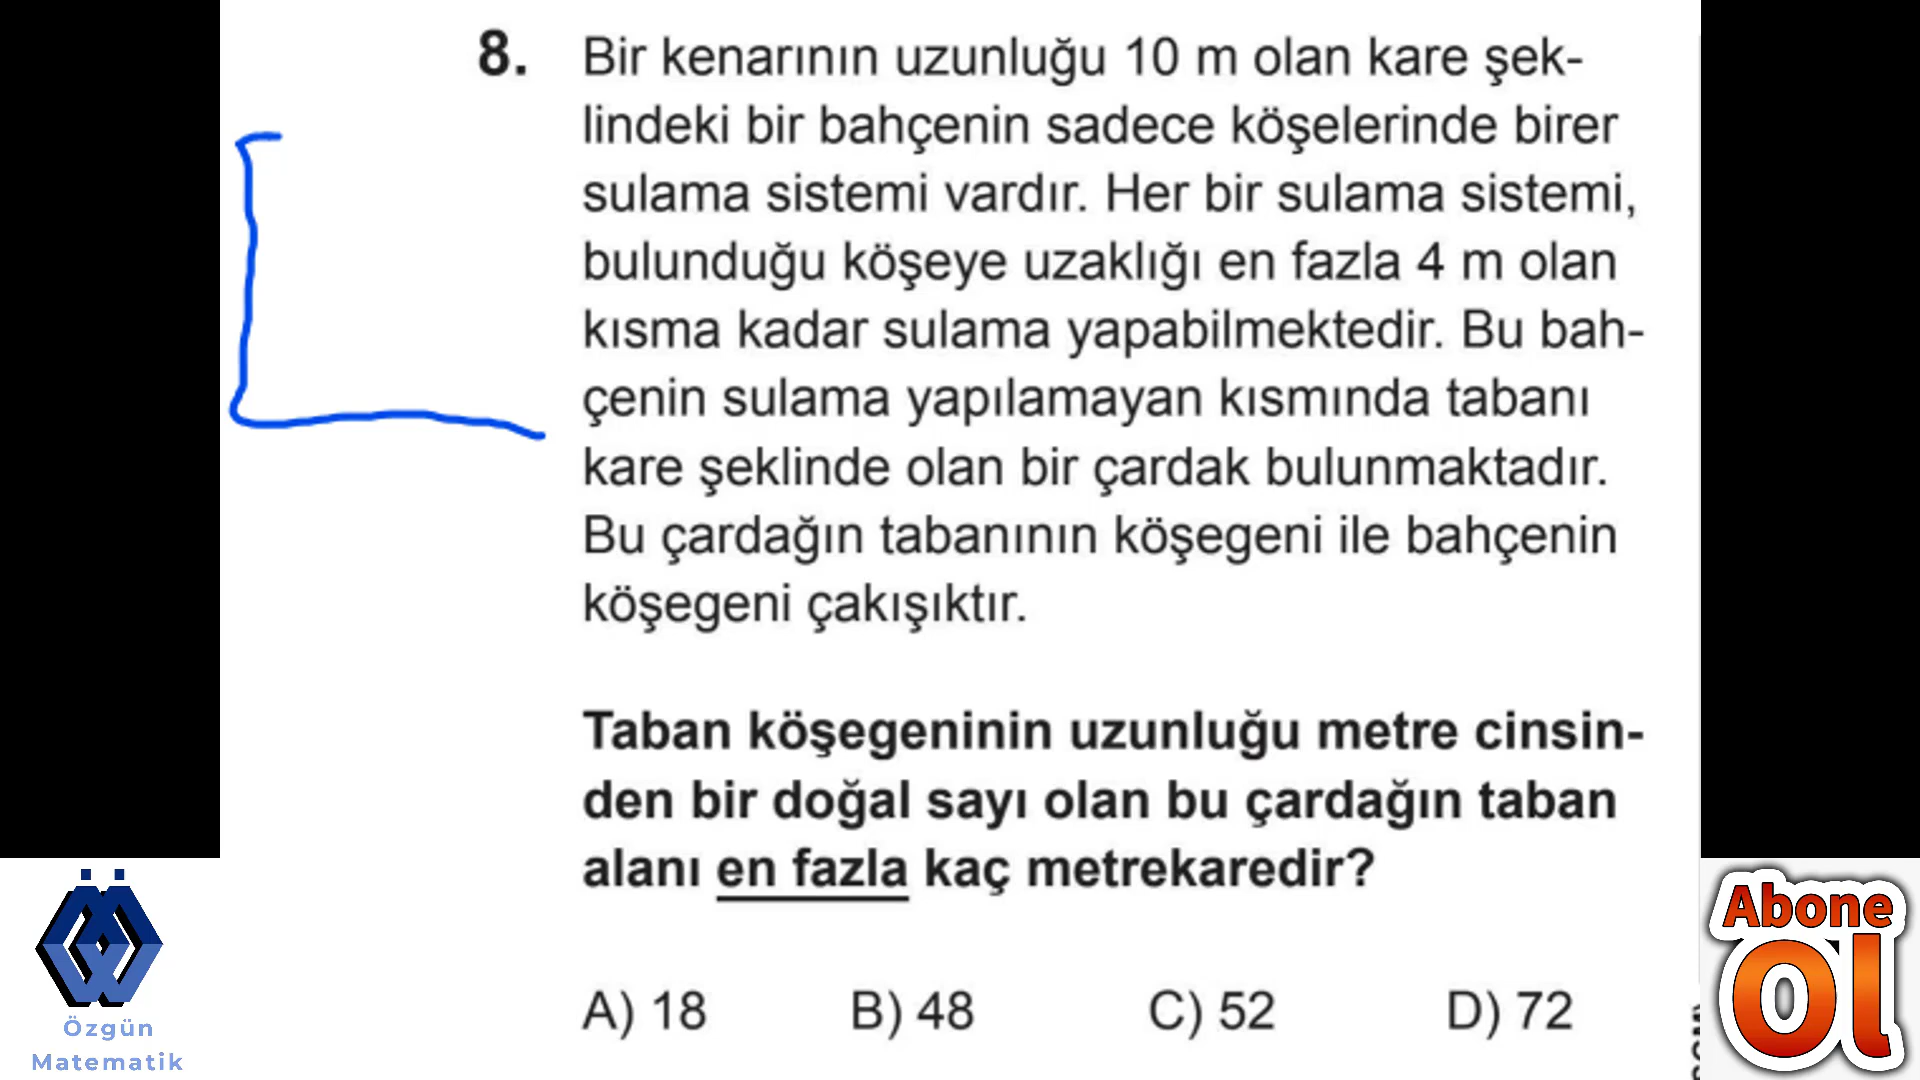 8. Bir kenarının uzunluğu 10 m olan kare şek-
lindeki bir bahçenin sadece köşelerinde birer
sulama sistemi vardır. Her bir sulama sistemi,
bulunduğu köşeye uzaklığı en fazla 4 m olan
kısma kadar sulama yapabilmektedir. Bu bah-
çenin sulama yapılamayan kısmında tabanı
kare şeklinde olan bir çardak bulunmaktadır.
Bu çardağın tabanının köşegeni ile bahçenin
köşegeni çakışıktır.
Taban köşegeninin uzunluğu metre cinsin-
den bir doğal sayı olan bu çardağın taban
alanı en fazla kaç metrekaredir?
A) 18 B) 48 C) 52 D) 72
Özgün
Matematik
Abone
Ol